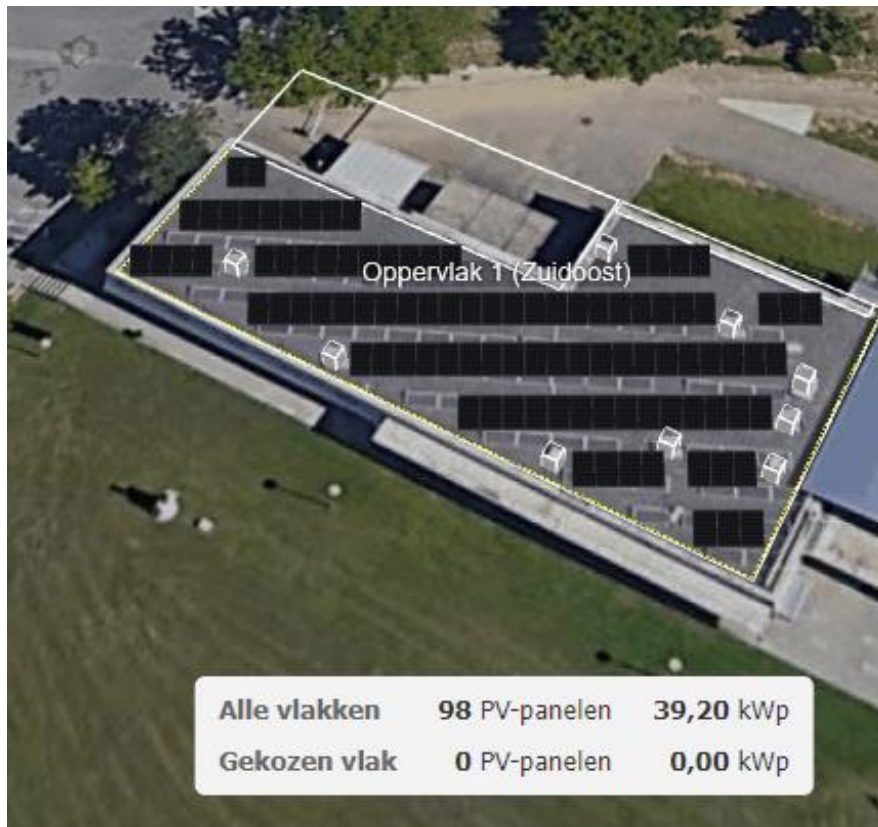 Oppervlak 1 (Zuidoost)
Alle vlakken 98 PV-panelen 39,20 kWp
Gekozen vlak 0 PV-panelen 0,00 kWp